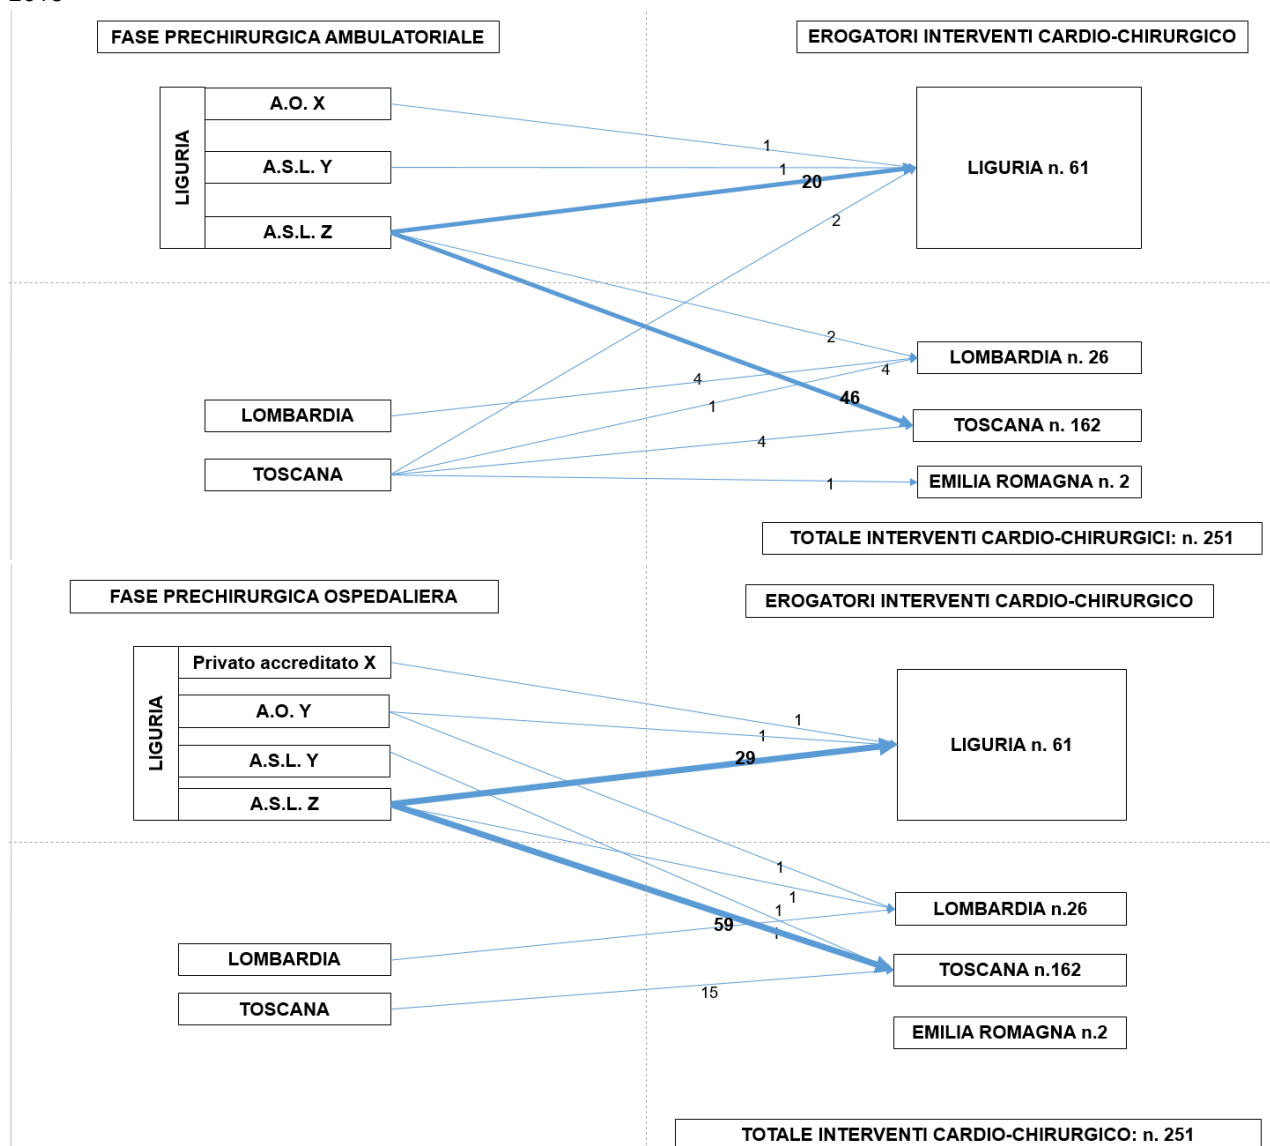 FASE PRECHIRURGICA AMBULATORIALE
EROGATORI INTERVENTI CARDIO-CHIRURGICO
LIGURIA
A.O. X
A.S.L. Y
A.S.L. Z
LIGURIA n. 61
1
1
20
2
2
4
4
1
46
4
1
LOMBARDIA
TOSCANA
LOMBARDIA n. 26
TOSCANA n. 162
EMILIA ROMAGNA n. 2
TOTALE INTERVENTI CARDIO-CHIRURGICI: n. 251
FASE PRECHIRURGICA OSPEDALIERA
EROGATORI INTERVENTI CARDIO-CHIRURGICO
LIGURIA
Privato accreditato X
A.O. Y
A.S.L. Y
A.S.L. Z
LIGURIA n. 61
1
1
29
1
1
1
59
1
15
LOMBARDIA
TOSCANA
LOMBARDIA n.26
TOSCANA n.162
EMILIA ROMAGNA n.2
TOTALE INTERVENTI CARDIO-CHIRURGICO: n. 251